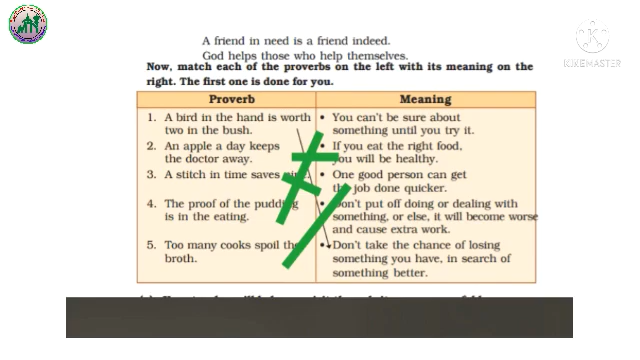 A friend in need is a friend indeed.
God helps those who help themselves.
Now, match each of the proverbs on the left with its meaning on the
right. The first one is done for you.
KINEMASTER
Proverb
Meaning
1. A bird in the hand is worth
two in the bush.
• You can't be sure about
something until you try it.
2. An apple a day keeps
the doctor away.
• If you eat the right food,
you will be healthy.
3. A stitch in time saves
• One good person can get
the job done quicker.
4. The proof of the pudding
is in the eating.
• Don't put off doing or dealing with
something, or else, it will become worse
and cause extra work.
5. Too many cooks spoil the
broth.
• Don't take the chance of losing
something you have, in search of
something better.